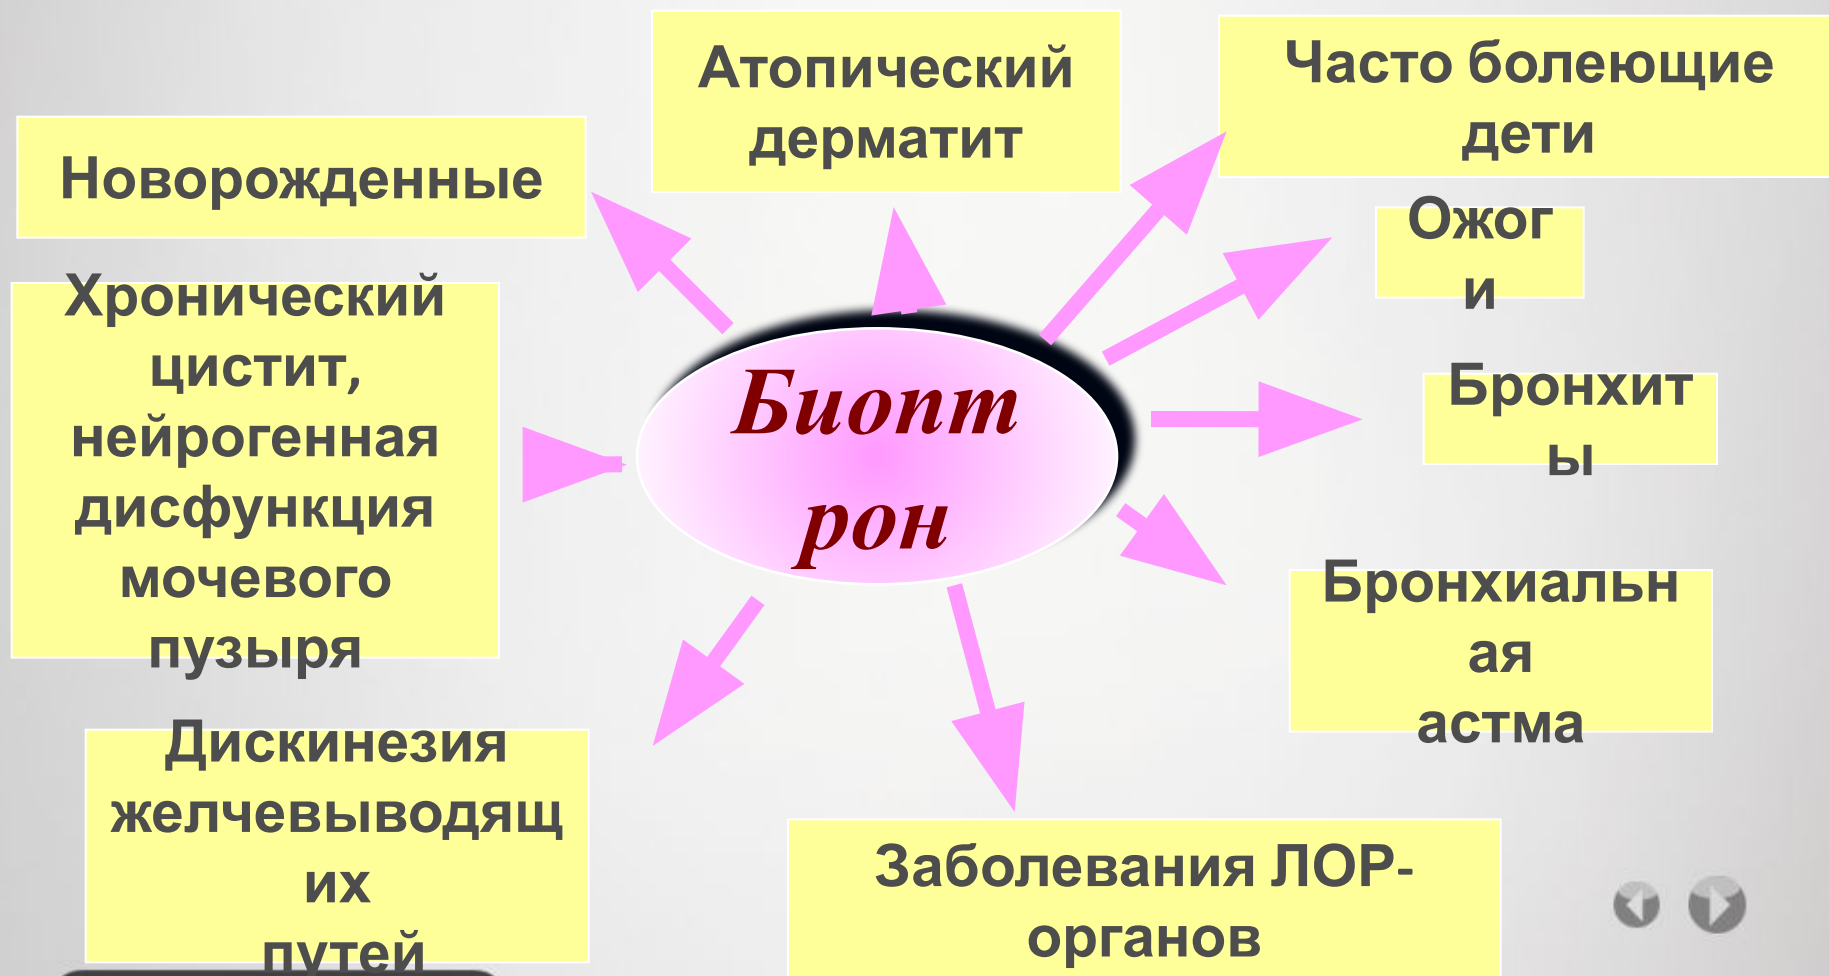 Атопический
дерматит
Часто болеющие
дети
Новорожденные
Ожог
и
Хронический
цистит,
нейрогенная
дисфункция
мочевого
пузыря
Биопт
рон
Бронхит
ы
Бронхиальн
ая
астма
Дискинезия
желчевыводящ
их
путей
Заболевания ЛОР-
органов